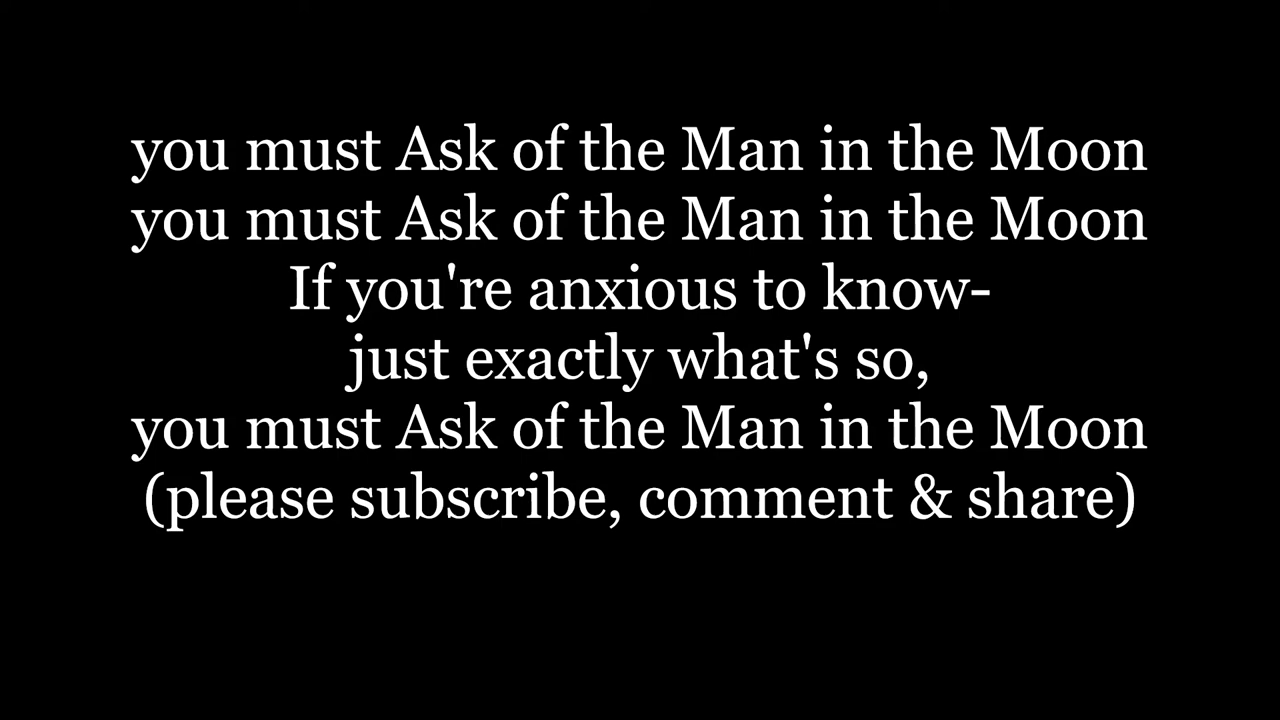 you must Ask of the Man in the Moon
you must Ask of the Man in the Moon
If you're anxious to know-
just exactly what's so,
you must Ask of the Man in the Moon
(please subscribe, comment & share)